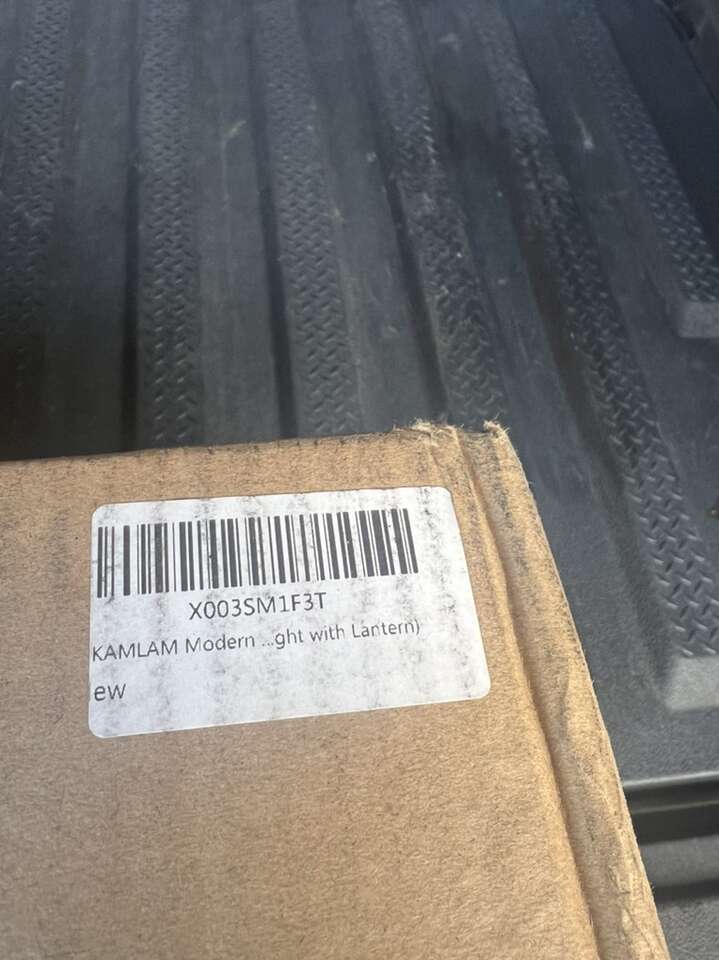 X003SM1F3T
KAMLAM Modern ...ght with Lantern)
ew